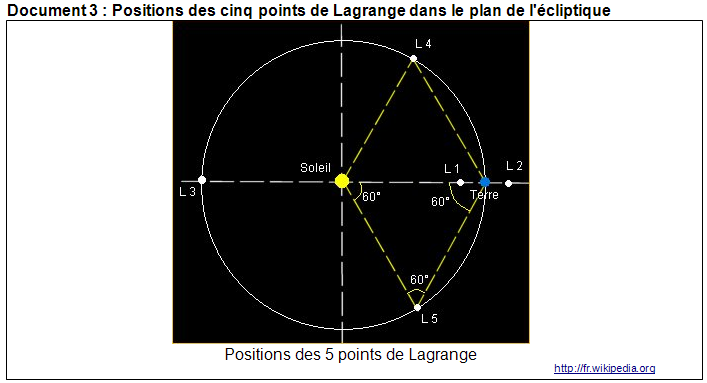 Document 3 : Positions des cinq points de Lagrange dans le plan de l'écliptique
L 4
Soleil
L 1
L 2
L 3
60°
60°
Terre
60°
L 5
Positions des 5 points de Lagrange
http://fr.wikipedia.org